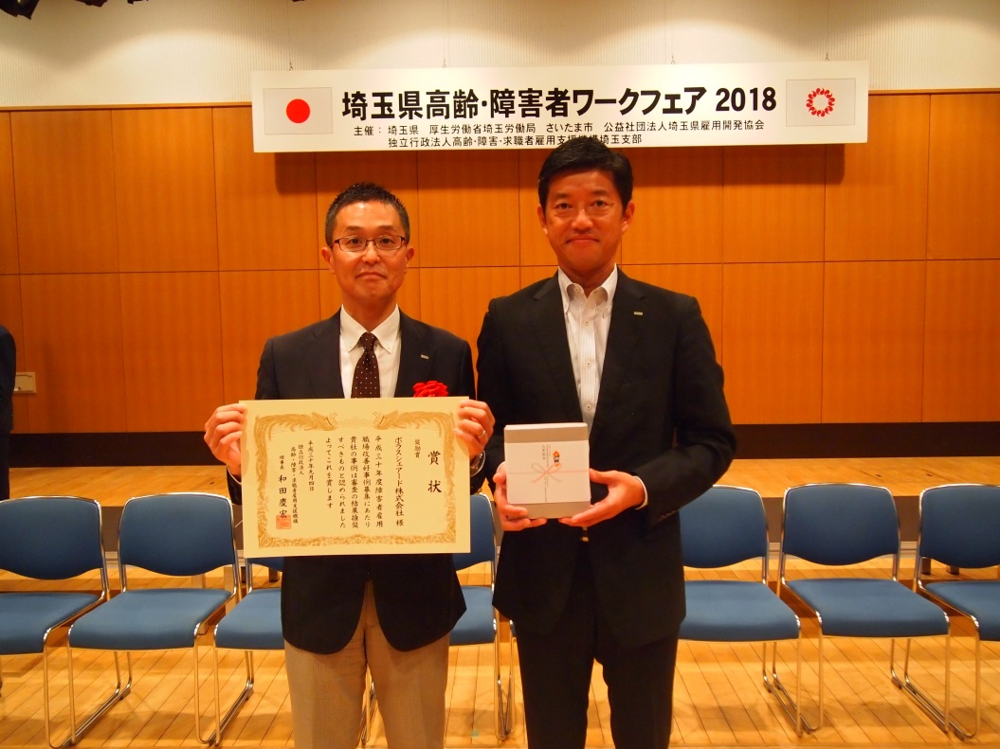 埼玉県高齢・障害者ワークフェア 2018
主催： 埼玉県　厚生労働省埼玉労働局　さいたま市　公益社団法人埼玉県雇用開発協会
独立行政法人高齢・障害・求職者雇用支援機構埼玉支部
賞状
奨励賞
ポラスシェアード株式会社 様
平成三十年度障害者雇用
職場改善好事例募集にあたり
貴社の事例は審査の結果推奨
すべきものと認められました
よってこれを賞します
平成三十年九月四日
独立行政法人
高齢・障害・求職者雇用支援機構
理事長 和田慶宏